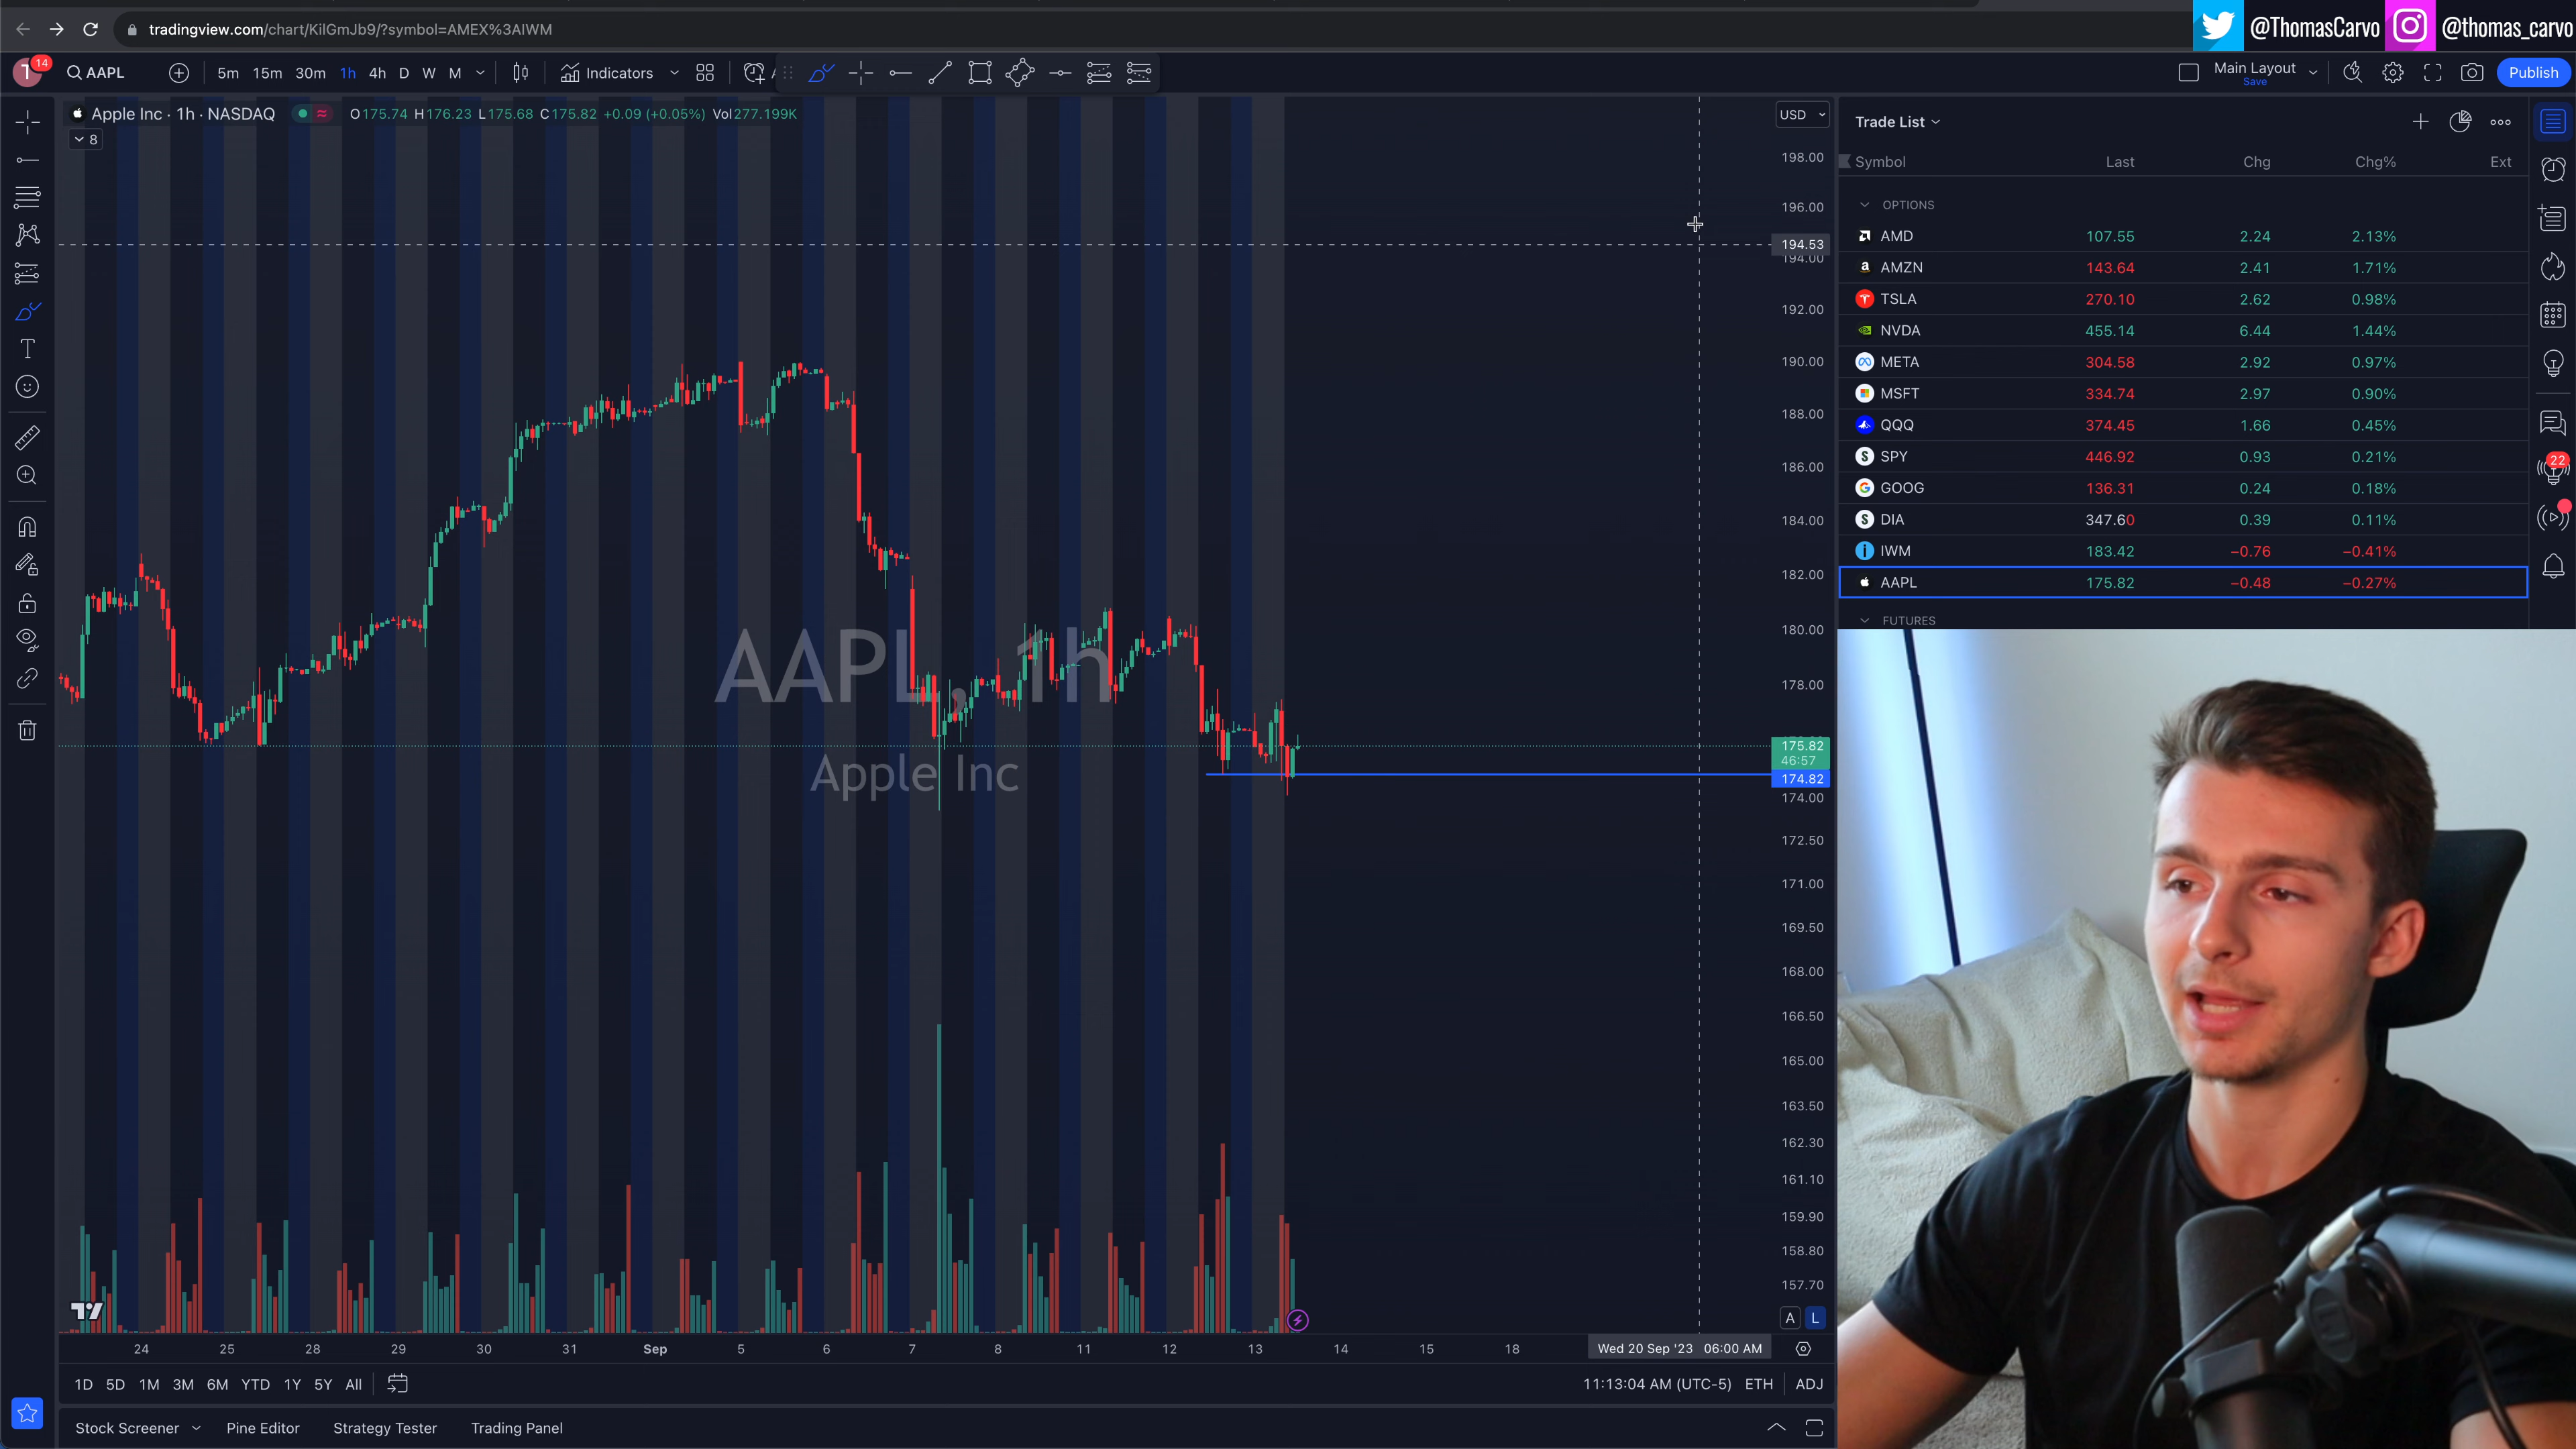 tradingview.com/chart/KilGmJb9/?symbol=AMEX%3AIWM
@ThomasCarvo @thomas_carvo
14
AAPL 5m 15m 30m 1h 4h D W M Indicators
Main Layout
Save
Publish
Apple Inc · 1h · NASDAQ O175.74 H176.23 L175.68 C175.82 +0.09 (+0.05%) Vol277.199K
8
USD
198.00
196.00
194.53
194.00
192.00
190.00
188.00
186.00
184.00
182.00
180.00
178.00
175.82
46:57
174.82
174.00
172.50
171.00
169.50
168.00
166.50
165.00
163.50
162.30
161.10
159.90
158.80
157.70
A L
AAPL, 1h
Apple Inc
24 25 28 29 30 31 Sep 5 6 7 8 11 12 13 14 15 18 Wed 20 Sep '23 06:00 AM
1D 5D 1M 3M 6M YTD 1Y 5Y All
11:13:04 AM (UTC-5) ETH ADJ
Stock Screener Pine Editor Strategy Tester Trading Panel
Trade List
Symbol Last Chg Chg% Ext
OPTIONS
AMD 107.55 2.24 2.13%
AMZN 143.64 2.41 1.71%
TSLA 270.10 2.62 0.98%
NVDA 455.14 6.44 1.44%
META 304.58 2.92 0.97%
MSFT 334.74 2.97 0.90%
QQQ 374.45 1.66 0.45%
SPY 446.92 0.93 0.21%
GOOG 136.31 0.24 0.18%
DIA 347.60 0.39 0.11%
IWM 183.42 −0.76 −0.41%
AAPL 175.82 −0.48 −0.27%
FUTURES
22